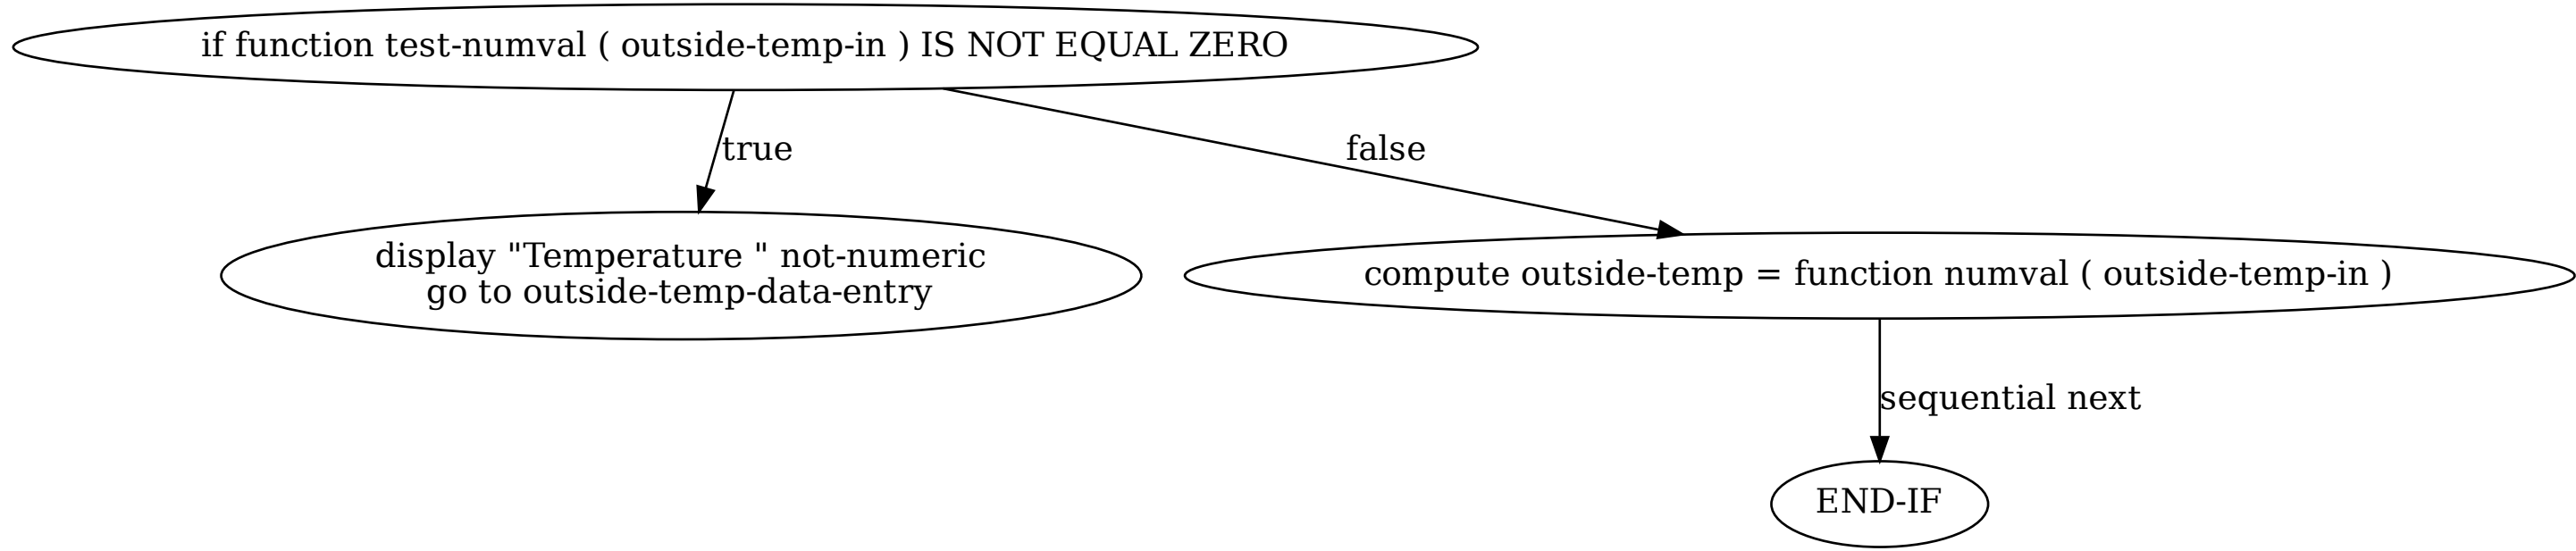 if function test-numval ( outside-temp-in ) IS NOT EQUAL ZERO
true
false
display "Temperature " not-numeric
go to outside-temp-data-entry
compute outside-temp = function numval ( outside-temp-in )
sequential next
END-IF